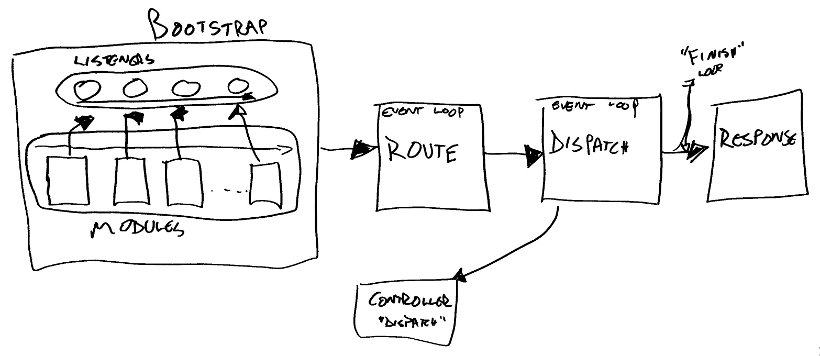 BOOTSTRAP
LISTENERS
MODULES
EVENT LOOP
ROUTE
EVENT LOOP
DISPATCH
"FINISH"
LOOP
RESPONSE
CONTROLLER
"DISPATCH"